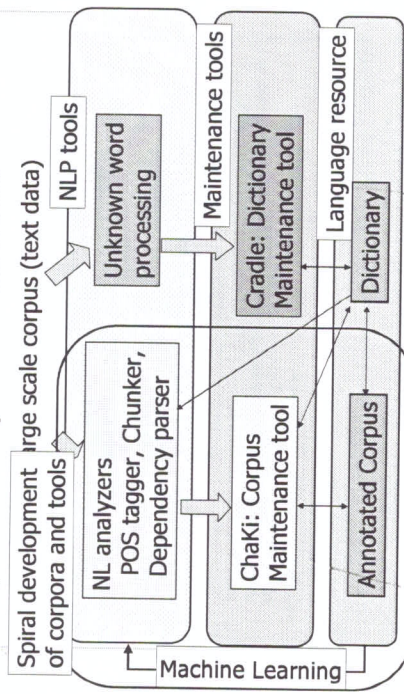 Spiral development
of corpora and tools
arge scale corpus (text data)
NLP tools
NL analyzers
POS tagger, Chunker,
Dependency parser
Unknown word
processing
Maintenance tools
ChaKi: Corpus
Maintenance tool
Cradle: Dictionary
Maintenance tool
Language resource
Annotated Corpus
Dictionary
Machine Learning